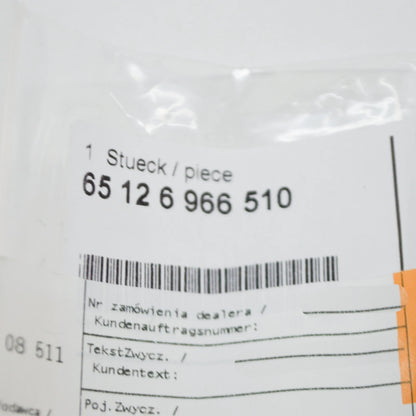 1 Stueck / piece
65 12 6 966 510
Nr zamówienia dealera /
Kundenauftragsnummer:
08 511
TekstZwycz. /
Kundentext:
Poj.Zwycz. /